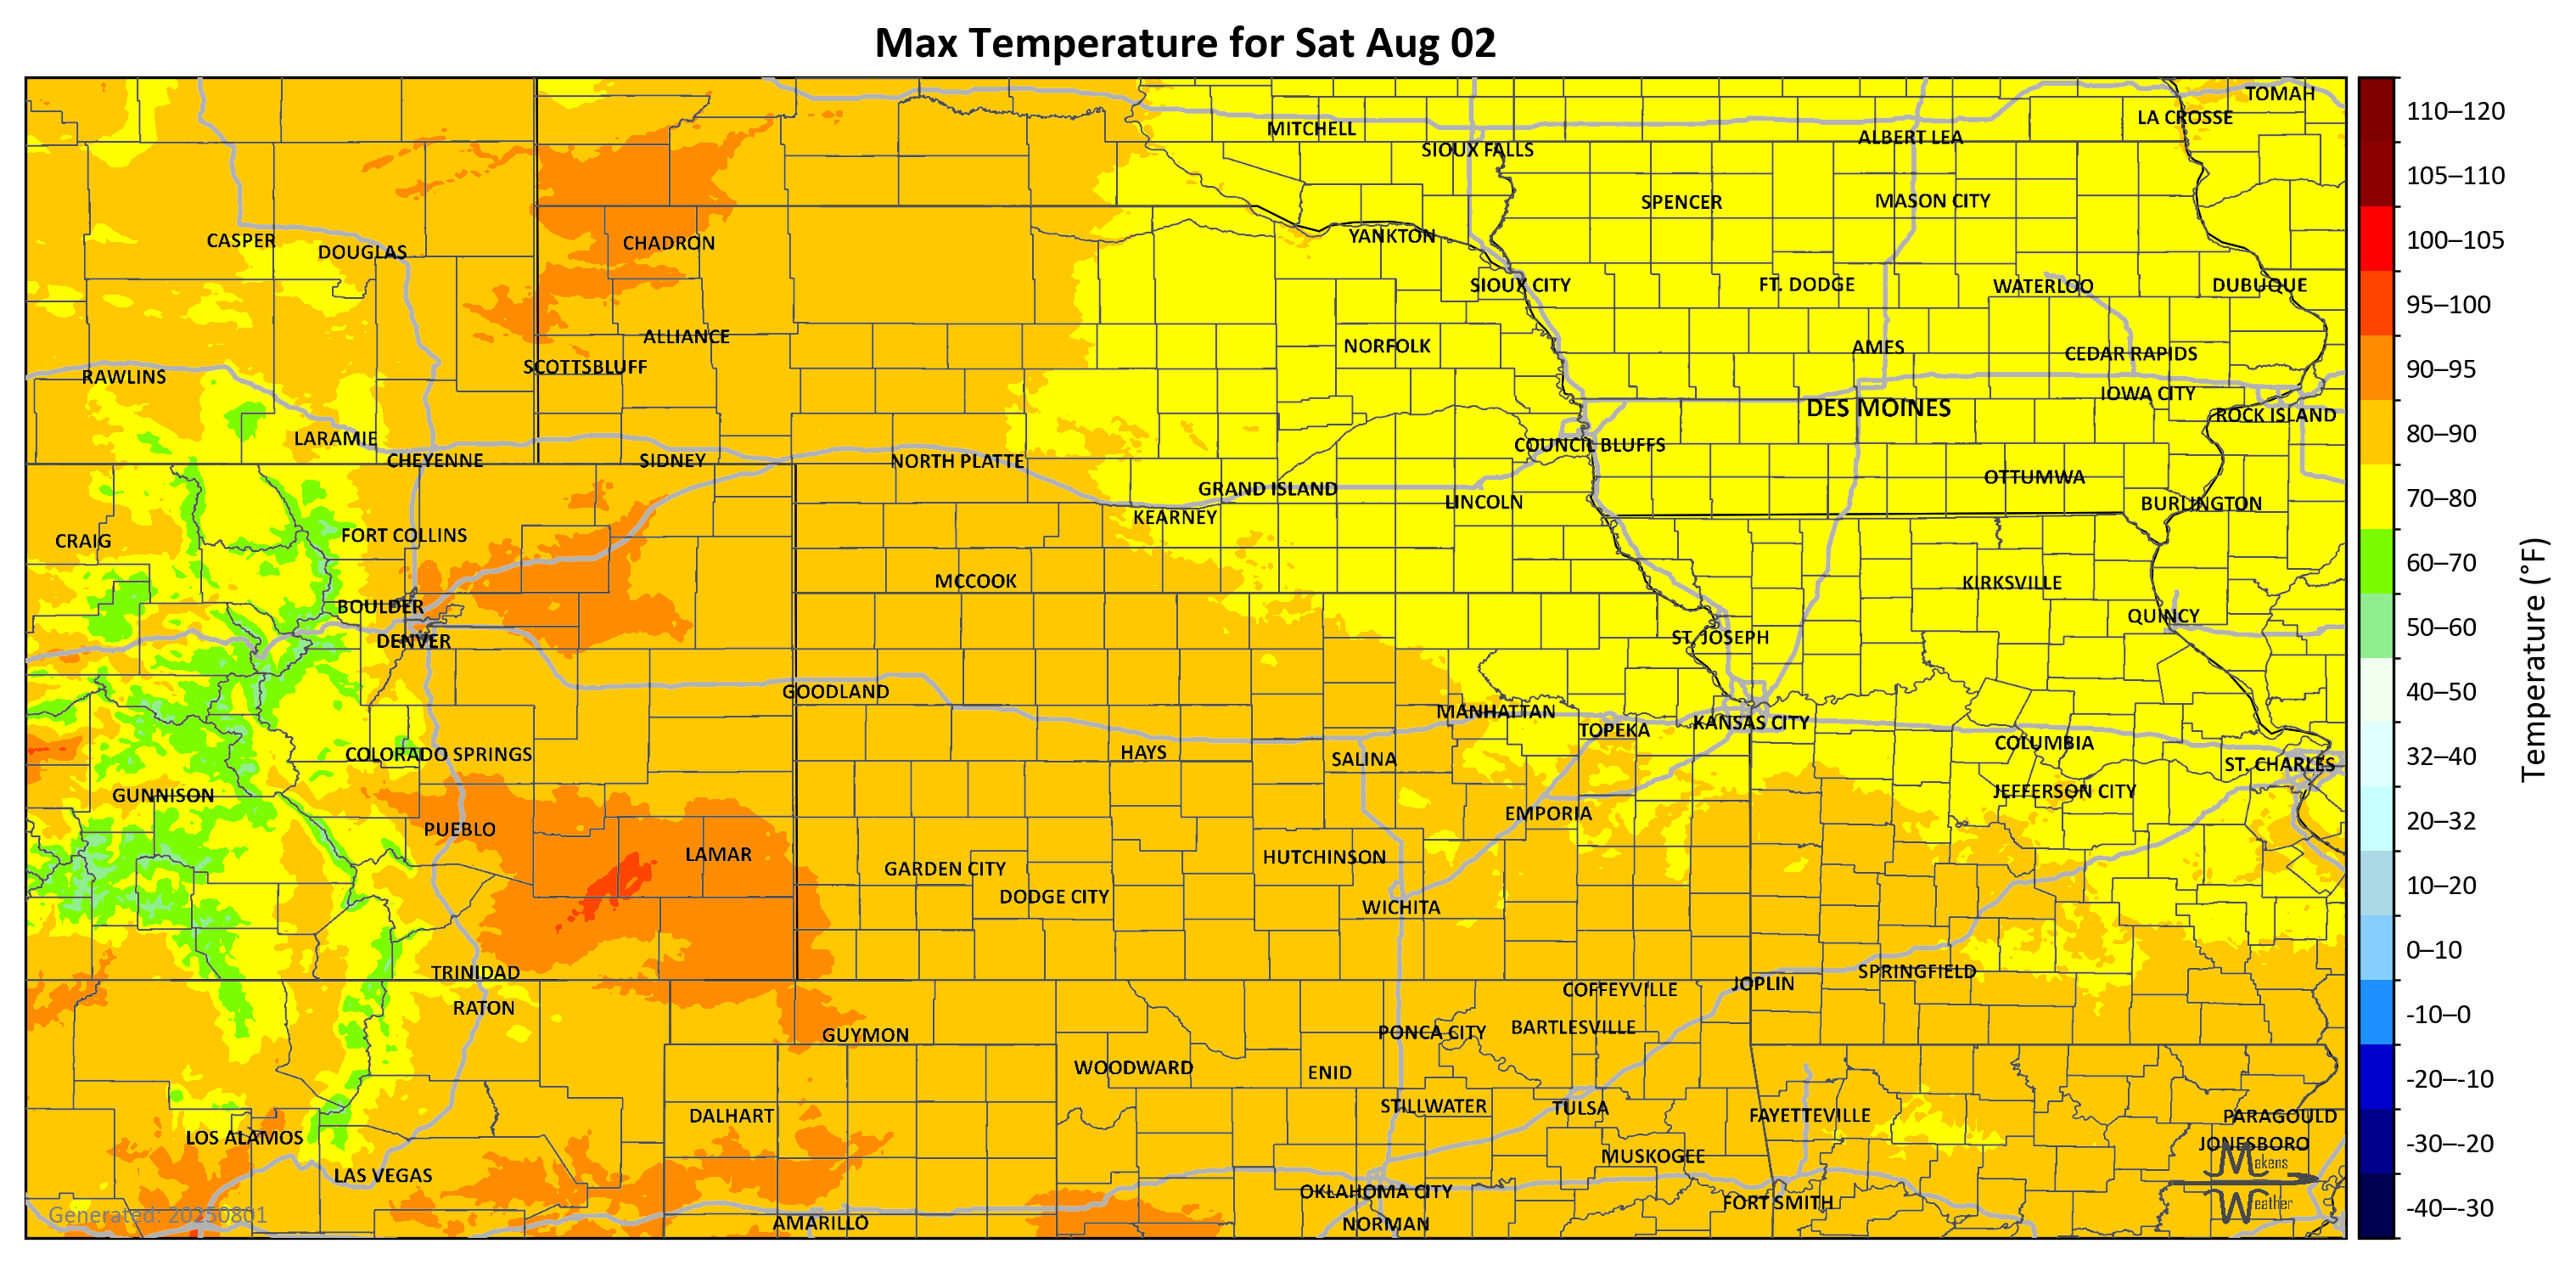 Max Temperature for Sat Aug 02
TOMAH
LA CROSSE
MITCHELL
ALBERT LEA
SIOUX FALLS
SPENCER
MASON CITY
CASPER
DOUGLAS
CHADRON
YANKTON
SIOUX CITY
FT. DODGE
WATERLOO
DUBUQUE
ALLIANCE
SCOTTSBLUFF
NORFOLK
AMES
CEDAR RAPIDS
RAWLINS
IOWA CITY
DES MOINES
ROCK ISLAND
LARAMIE
COUNCIL BLUFFS
CHEYENNE
SIDNEY
NORTH PLATTE
OTTUMWA
GRAND ISLAND
LINCOLN
BURLINGTON
KEARNEY
CRAIG
FORT COLLINS
MCCOOK
KIRKSVILLE
BOULDER
QUINCY
DENVER
ST. JOSEPH
GOODLAND
MANHATTAN
TOPEKA
KANSAS CITY
COLUMBIA
COLORADO SPRINGS
HAYS
SALINA
ST. CHARLES
GUNNISON
JEFFERSON CITY
EMPORIA
PUEBLO
LAMAR
HUTCHINSON
GARDEN CITY
DODGE CITY
WICHITA
TRINIDAD
SPRINGFIELD
JOPLIN
COFFEYVILLE
RATON
GUYMON
PONCA CITY
BARTLESVILLE
WOODWARD
ENID
STILLWATER
TULSA
DALHART
FAYETTEVILLE
PARAGOULD
LOS ALAMOS
JONESBORO
MUSKOGEE
LAS VEGAS
OKLAHOMA CITY
FORT SMITH
AMARILLO
NORMAN
Generated: 20250801
Makens
Weather
110–120
105–110
100–105
95–100
90–95
80–90
70–80
60–70
50–60
40–50
32–40
20–32
10–20
0–10
-10–0
-20–-10
-30–-20
-40–-30
Temperature (°F)